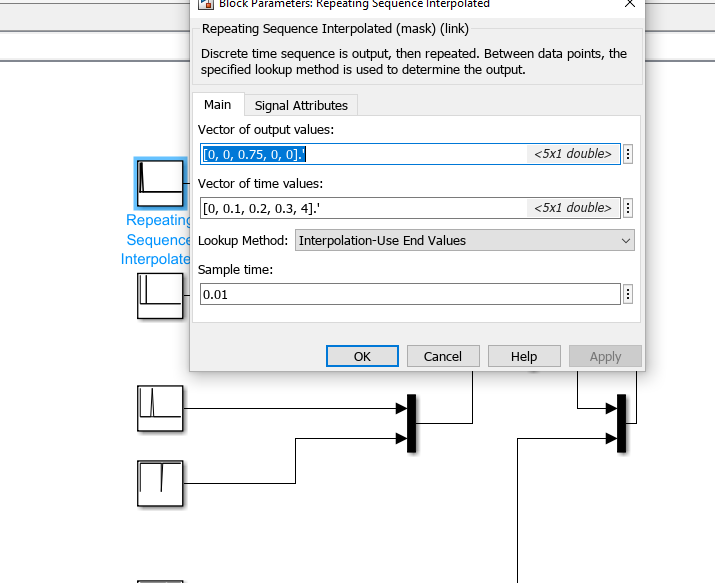 Block Parameters: Repeating Sequence Interpolated
Repeating Sequence Interpolated (mask) (link)
Discrete time sequence is output, then repeated. Between data points, the
specified lookup method is used to determine the output.
Main
Signal Attributes
Vector of output values:
[0, 0, 0.75, 0, 0].'
<5x1 double>
Vector of time values:
[0, 0.1, 0.2, 0.3, 4].'
<5x1 double>
Lookup Method:
Interpolation-Use End Values
Sample time:
0.01
OK
Cancel
Help
Apply
Repeating
Sequence
Interpolate